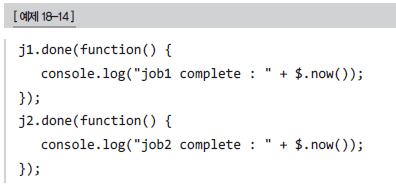 [ 예제 18-14 ]
j1.done(function() {
   console.log("job1 complete : " + $.now());
});
j2.done(function() {
   console.log("job2 complete : " + $.now());
});